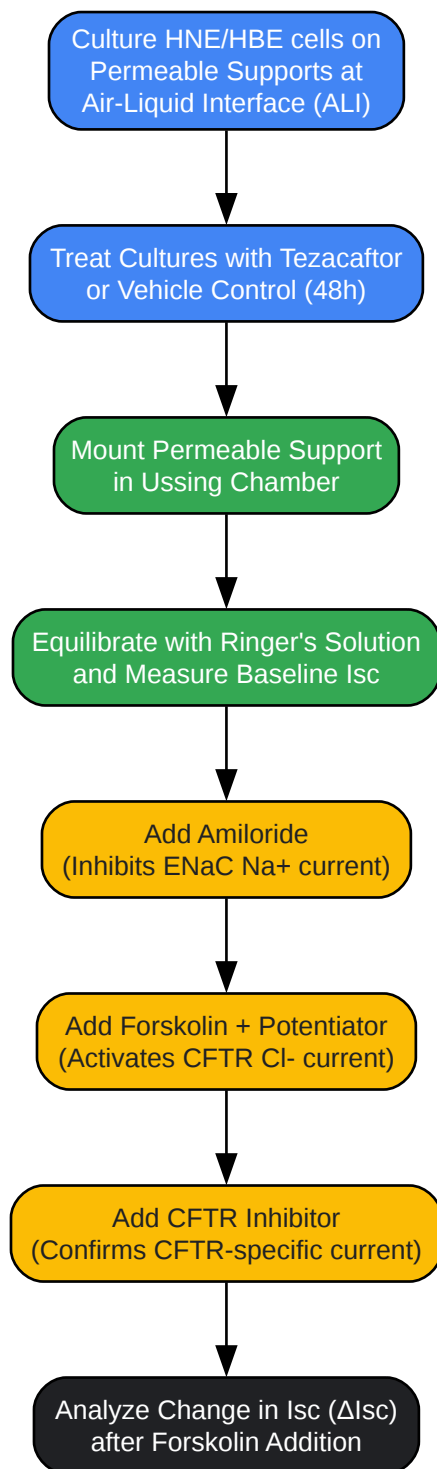 Culture HNE/HBE cells on
Permeable Supports at
Air-Liquid Interface (ALI)
Treat Cultures with Tezacaftor
or Vehicle Control (48h)
Mount Permeable Support
in Ussing Chamber
Equilibrate with Ringer's Solution
and Measure Baseline Isc
Add Amiloride
(Inhibits ENaC Na+ current)
Add Forskolin + Potentiator
(Activates CFTR Cl- current)
Add CFTR Inhibitor
(Confirms CFTR-specific current)
Analyze Change in Isc (ΔIsc)
after Forskolin Addition